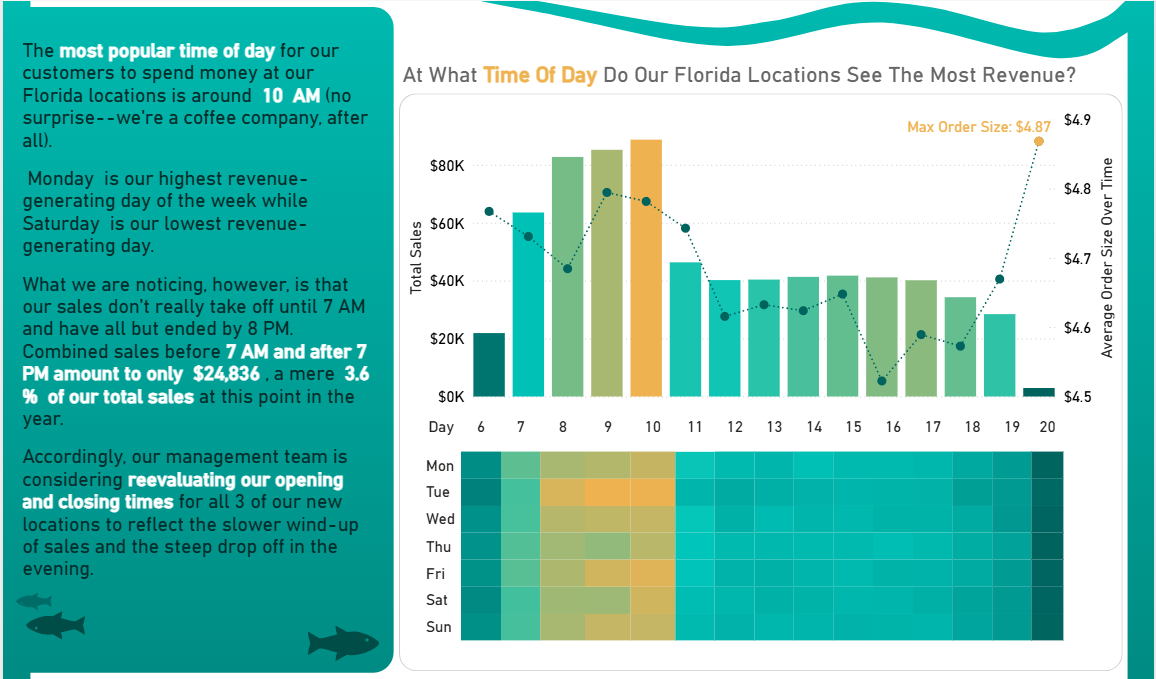 The most popular time of day for our
customers to spend money at our
Florida locations is around 10 AM (no
surprise--we're a coffee company, after
all).
Monday is our highest revenue-
generating day of the week while
Saturday is our lowest revenue-
generating day.
What we are noticing, however, is that
our sales don't really take off until 7 AM
and have all but ended by 8 PM.
Combined sales before 7 AM and after 7
PM amount to only $24,836 , a mere 3.6
% of our total sales at this point in the
year.
Accordingly, our management team is
considering reevaluating our opening
and closing times for all 3 of our new
locations to reflect the slower wind-up
of sales and the steep drop off in the
evening.
At What Time Of Day Do Our Florida Locations See The Most Revenue?
Max Order Size: $4.87
Total Sales
$80K
$60K
$40K
$20K
$0K
$4.9
$4.8
$4.7
$4.6
$4.5
Average Order Size Over Time
Day 6 7 8 9 10 11 12 13 14 15 16 17 18 19 20
Mon
Tue
Wed
Thu
Fri
Sat
Sun